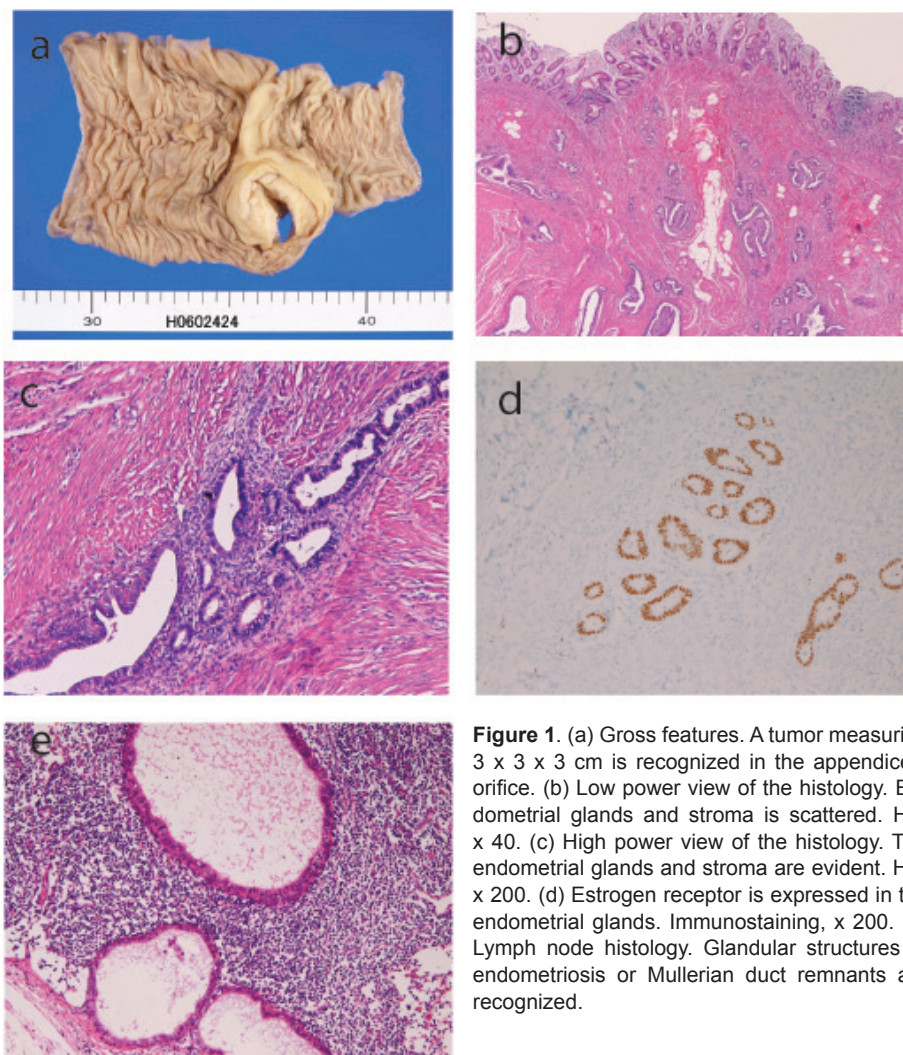 a
30 H0602424 40
b
c
d
e
Figure 1. (a) Gross features. A tumor measuri
3 x 3 x 3 cm is recognized in the appendice
orifice. (b) Low power view of the histology. E
dometrial glands and stroma is scattered. H
x 40. (c) High power view of the histology. T
endometrial glands and stroma are evident. H
x 200. (d) Estrogen receptor is expressed in t
endometrial glands. Immunostaining, x 200.
Lymph node histology. Glandular structures
endometriosis or Mullerian duct remnants a
recognized.